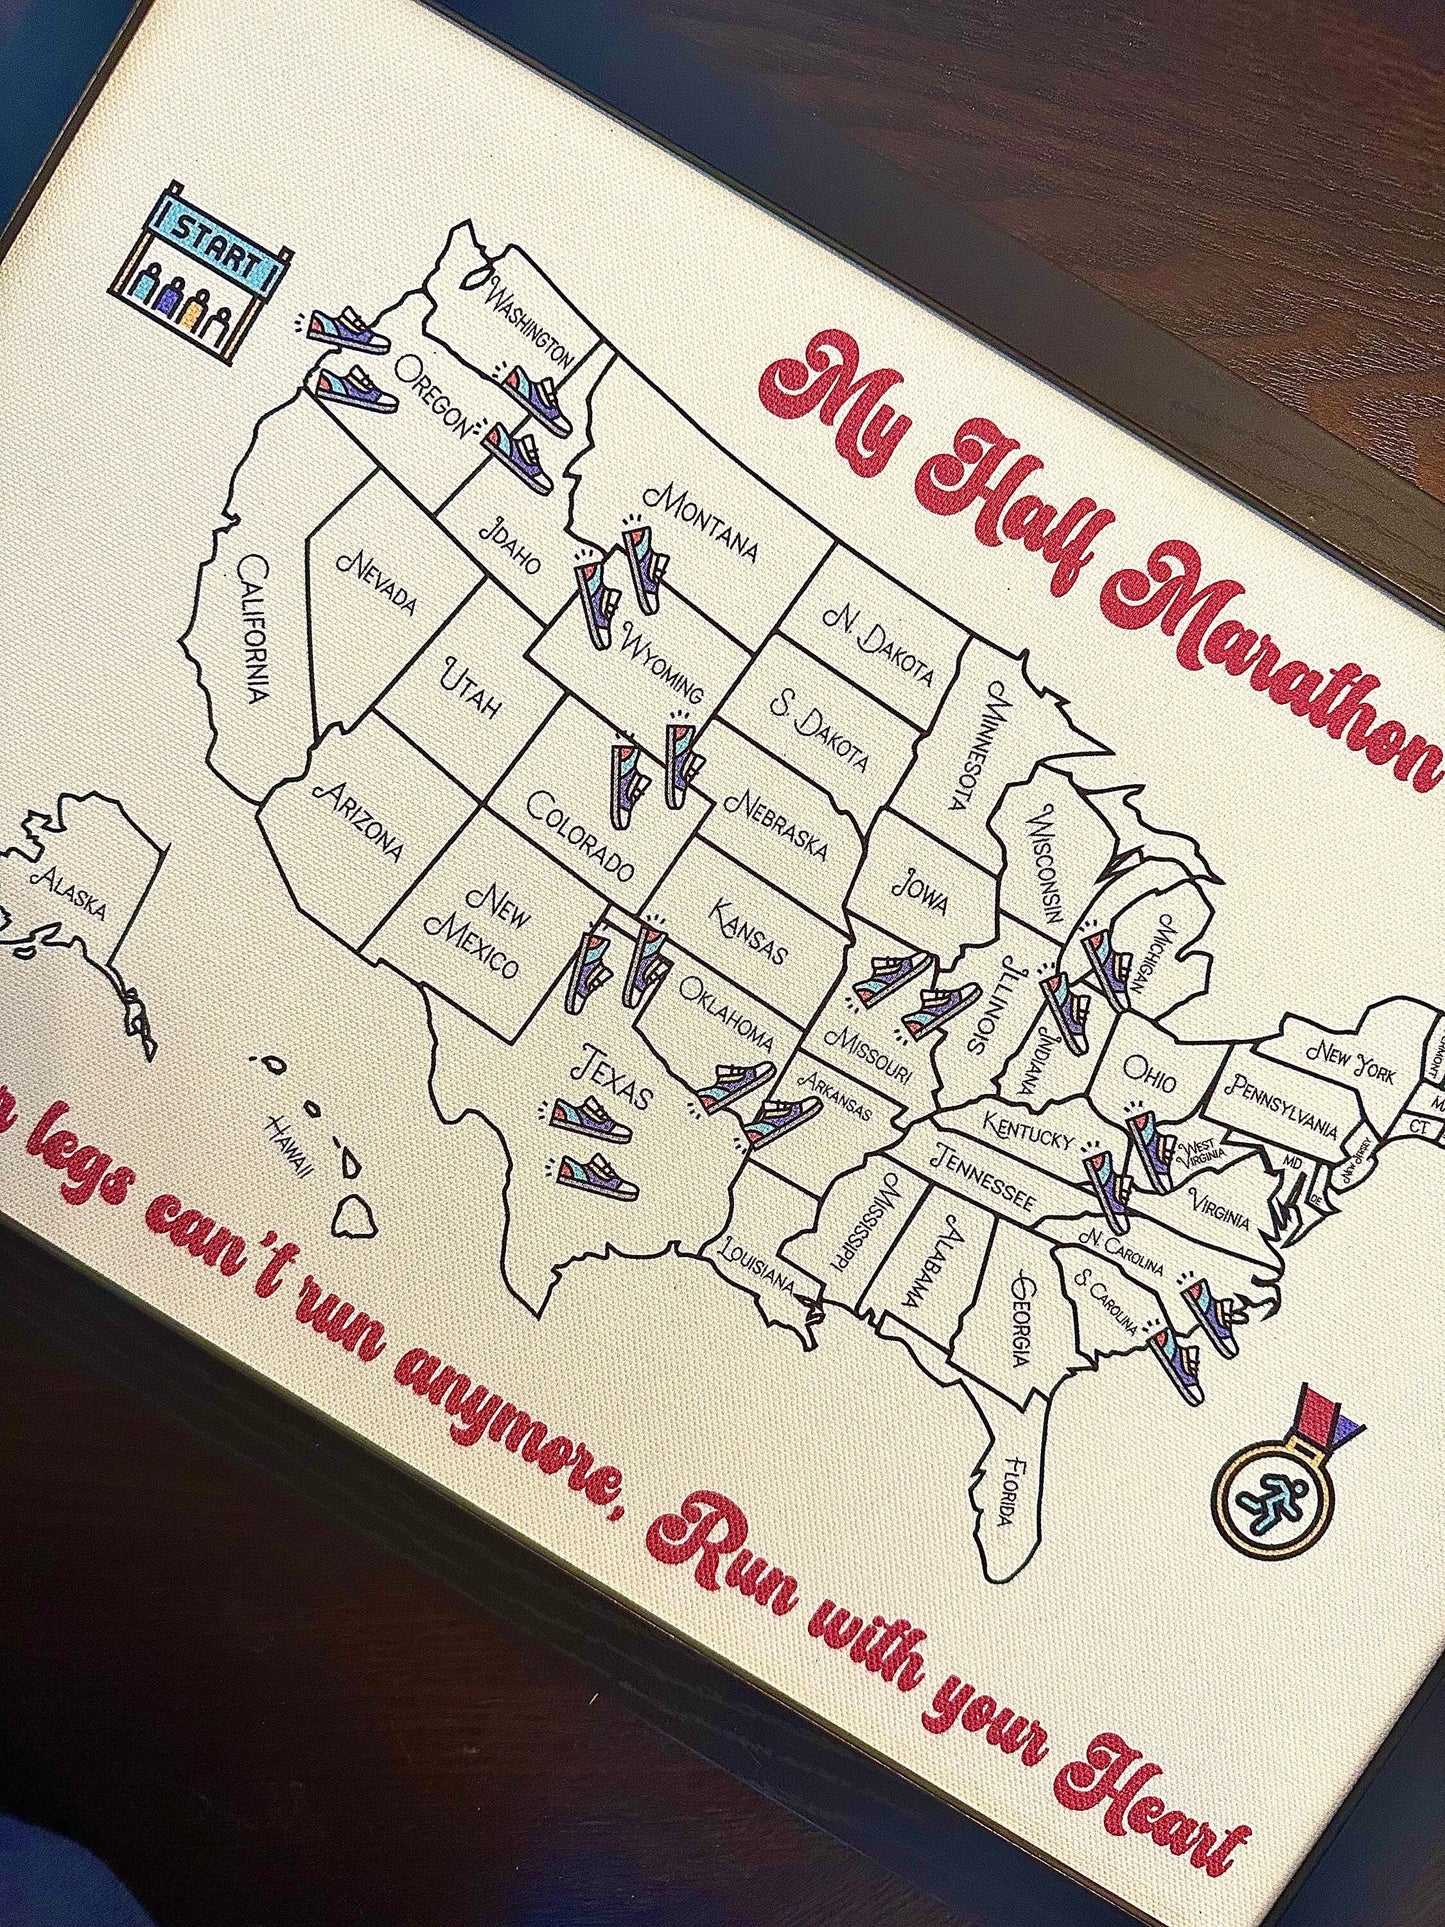 START
My Half Marathon
WASHINGTON
OREGON
MONTANA
IDAHO
N. DAKOTA
MINNESOTA
CALIFORNIA
NEVADA
WYOMING
S. DAKOTA
WISCONSIN
UTAH
NEBRASKA
IOWA
MICHIGAN
ARIZONA
COLORADO
KANSAS
ILLINOIS
INDIANA
OHIO
NEW YORK
PENNSYLVANIA
CT
NEW JERSEY
MD
DE
ALASKA
NEW
MEXICO
OKLAHOMA
MISSOURI
KENTUCKY
WEST
VIRGINIA
VIRGINIA
TEXAS
ARKANSAS
TENNESSEE
N. CAROLINA
S. CAROLINA
HAWAII
LOUISIANA
MISSISSIPPI
ALABAMA
GEORGIA
FLORIDA
legs can't run anymore, Run with your Heart